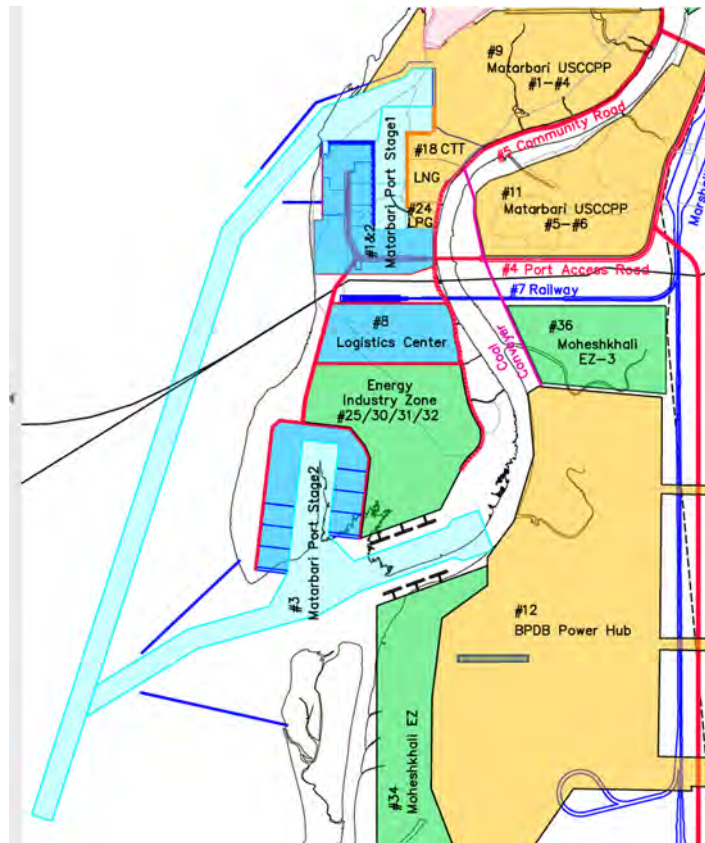 #9
Matarbari USCCPP
#1-#4
#5 Community Road
#18 CTT
LNG
#24
LPG
#1&2
Matarbari Port Stage1
#11
Matarbari USCCPP
#5-#6
#4 Port Access Road
#7 Railway
#8
Logistics Center
Coal
Conveyer
#36
Moheshkhali
EZ-3
Energy
Industry Zone
#25/30/31/32
#3
Matarbari Port Stage2
#12
BPDB Power Hub
#34
Moheshkhali EZ